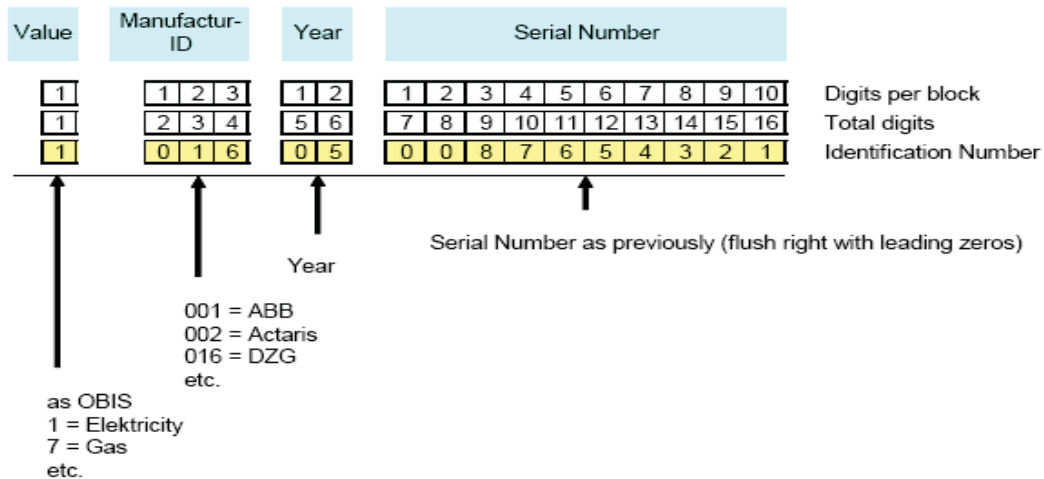 Value Manufactur-ID Year Serial Number
1 1 2 3 1 2 1 2 3 4 5 6 7 8 9 10 Digits per block
1 2 3 4 5 6 7 8 9 10 11 12 13 14 15 16 Total digits
1 0 1 6 0 5 0 0 8 7 6 5 4 3 2 1 Identification Number
Serial Number as previously (flush right with leading zeros)
Year
001 = ABB
002 = Actaris
016 = DZG
etc.
as OBIS
1 = Elektricity
7 = Gas
etc.